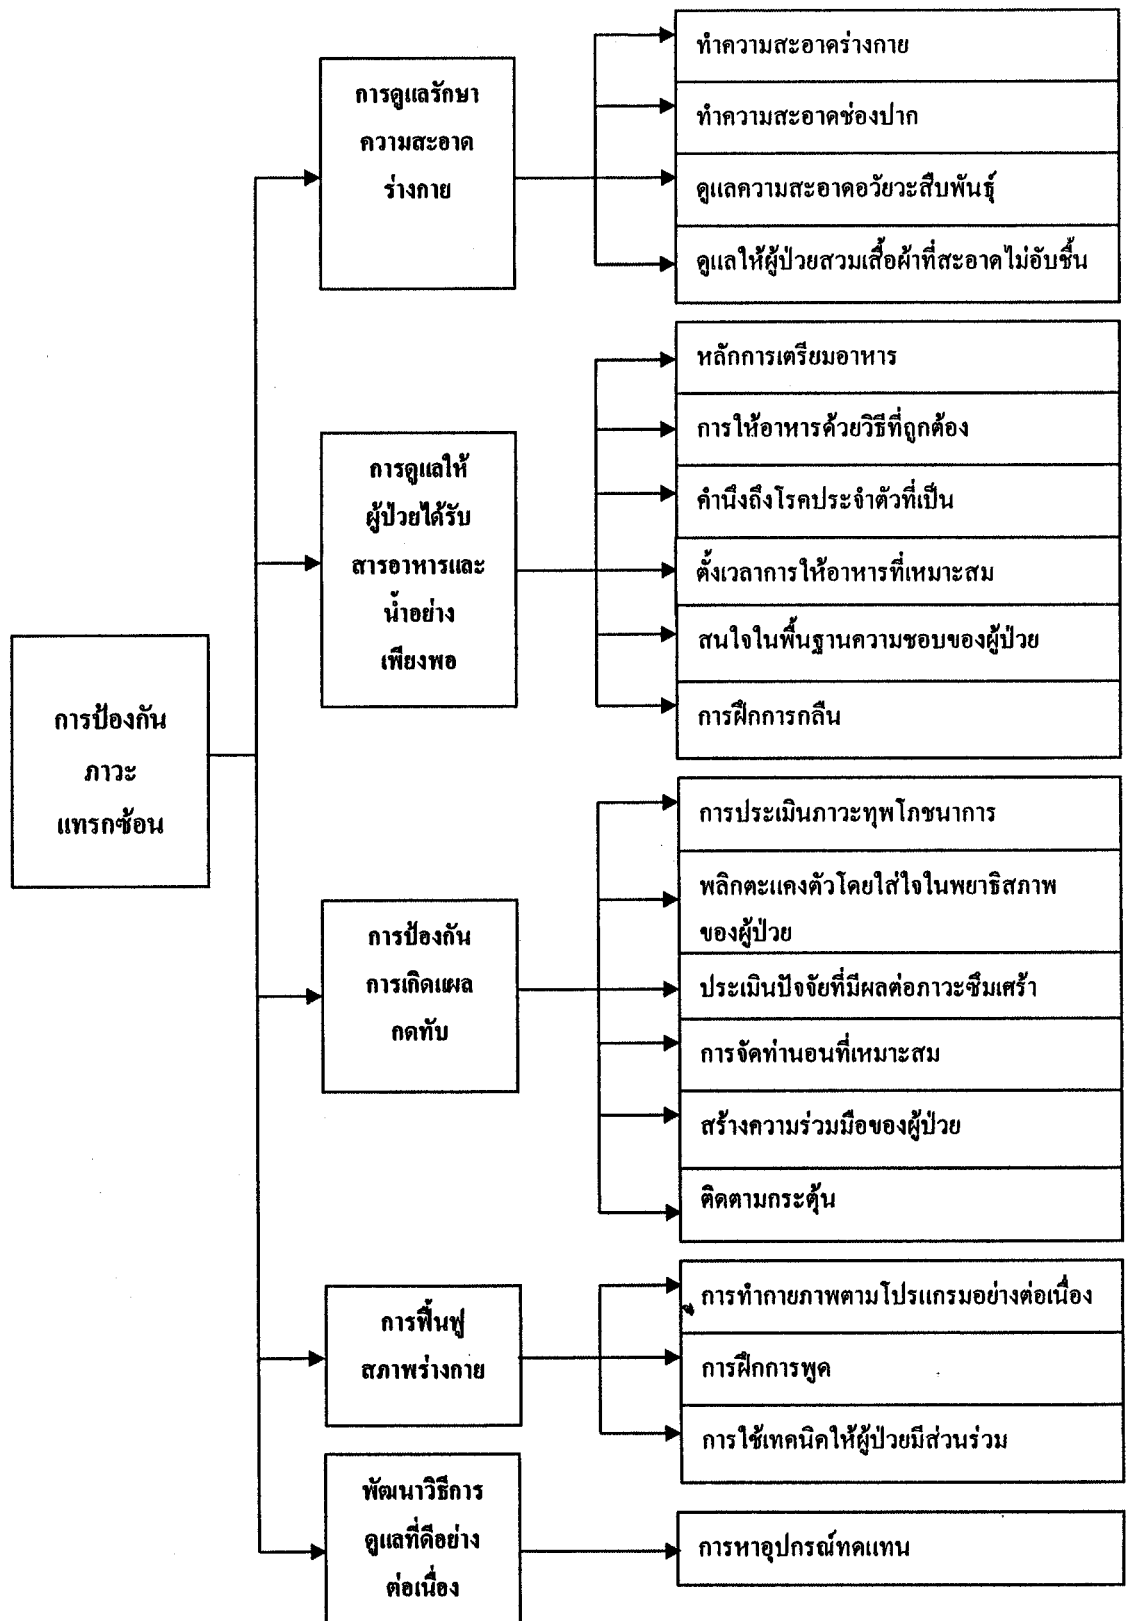 การป้องกัน
ภาวะ
แทรกซ้อน
การดูแลรักษา
ความสะอาด
ร่างกาย
ทำความสะอาดร่างกาย
ทำความสะอาดช่องปาก
ดูแลความสะอาดอวัยวะสืบพันธุ์
ดูแลให้ผู้ป่วยสวมเสื้อผ้าที่สะอาดไม่อับชื้น
การดูแลให้
ผู้ป่วยได้รับ
สารอาหารและ
น้ำอย่าง
เพียงพอ
หลักการเตรียมอาหาร
การให้อาหารด้วยวิธีที่ถูกต้อง
คำนึงถึงโรคประจำตัวที่เป็น
ตั้งเวลาการให้อาหารที่เหมาะสม
สนใจในพื้นฐานความชอบของผู้ป่วย
การฝึกการกลืน
การป้องกัน
การเกิดแผล
กดทับ
การประเมินภาวะทุพโภชนาการ
พลิกตะแคงตัวโดยใส่ใจในพยาธิสภาพ
ของผู้ป่วย
ประเมินปัจจัยที่มีผลต่อภาวะซึมเศร้า
การจัดท่านอนที่เหมาะสม
สร้างความร่วมมือของผู้ป่วย
ติดตามกระตุ้น
การฟื้นฟู
สภาพร่างกาย
การทำกายภาพตามโปรแกรมอย่างต่อเนื่อง
การฝึกการพูด
การใช้เทคนิคให้ผู้ป่วยมีส่วนร่วม
พัฒนาวิธีการ
ดูแลที่ดีอย่าง
ต่อเนื่อง
การหาอุปกรณ์ทดแทน